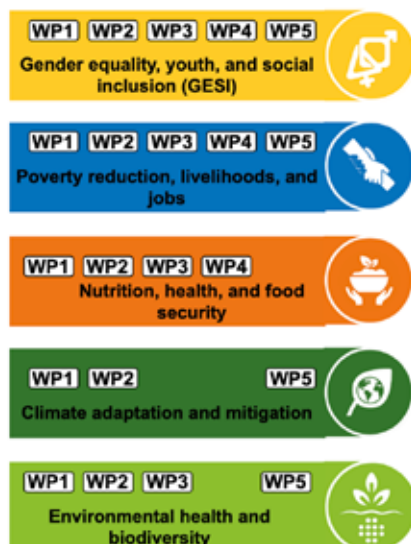 WP1 WP2 WP3 WP4 WP5
Gender equality, youth, and social
inclusion (GESI)
WP1 WP2 WP3 WP4 WP5
Poverty reduction, livelihoods, and
jobs
WP1 WP2 WP3 WP4
Nutrition, health, and food
security
WP1 WP2 WP5
Climate adaptation and mitigation
WP1 WP2 WP3 WP5
Environmental health and
biodiversity